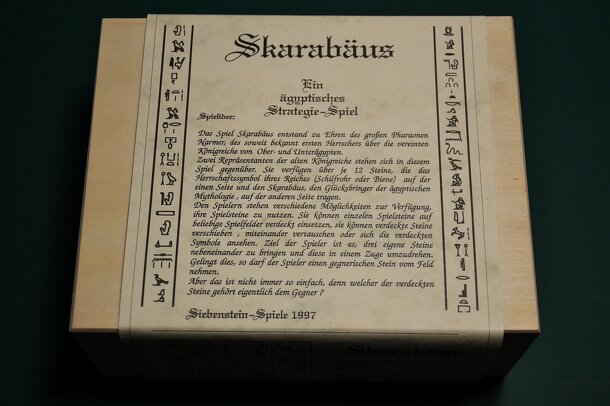 Skarabäus
Ein
ägyptisches
Strategie-Spiel
Spielidee:
Das Spiel Skarabäus entstand zu Ehren des großen Pharaonen
Narmer, des soweit bekannt ersten Herrschers über die vereinten
Königreiche von Ober- und Unterägypten.
Zwei Repräsentanten der alten Königreiche stehen sich in diesem
Spiel gegenüber. Sie verfügen über je 12 Steine, die das
Herrschaftssymbol ihres Reiches (Schilfrohr oder Biene) auf der
einen Seite und den Skarabäus, den Glücksbringer der ägyptischen
Mythologie, auf der anderen Seite tragen.
Den Spielern stehen verschiedene Möglichkeiten zur Verfügung,
ihre Spielsteine zu nutzen. Sie können einzelen Spielsteine auf
beliebige Spielfelder verdeckt einsetzen, sie können verdeckte Steine
verschieben , miteinander vertauschen oder sich die verdeckten
Symbole ansehen. Ziel der Spieler ist es, drei eigene Steine
nebeneinander zu bringen und diese in einem Zuge umzudrehen.
Gelingt dies, so darf der Spieler einen gegnerischen Stein vom Feld
nehmen.
Aber das ist nicht immer so einfach, denn welcher der verdeckten
Steine gehört eigentlich dem Gegner ?
Siebenstein-Spiele 1997
Skarabäus